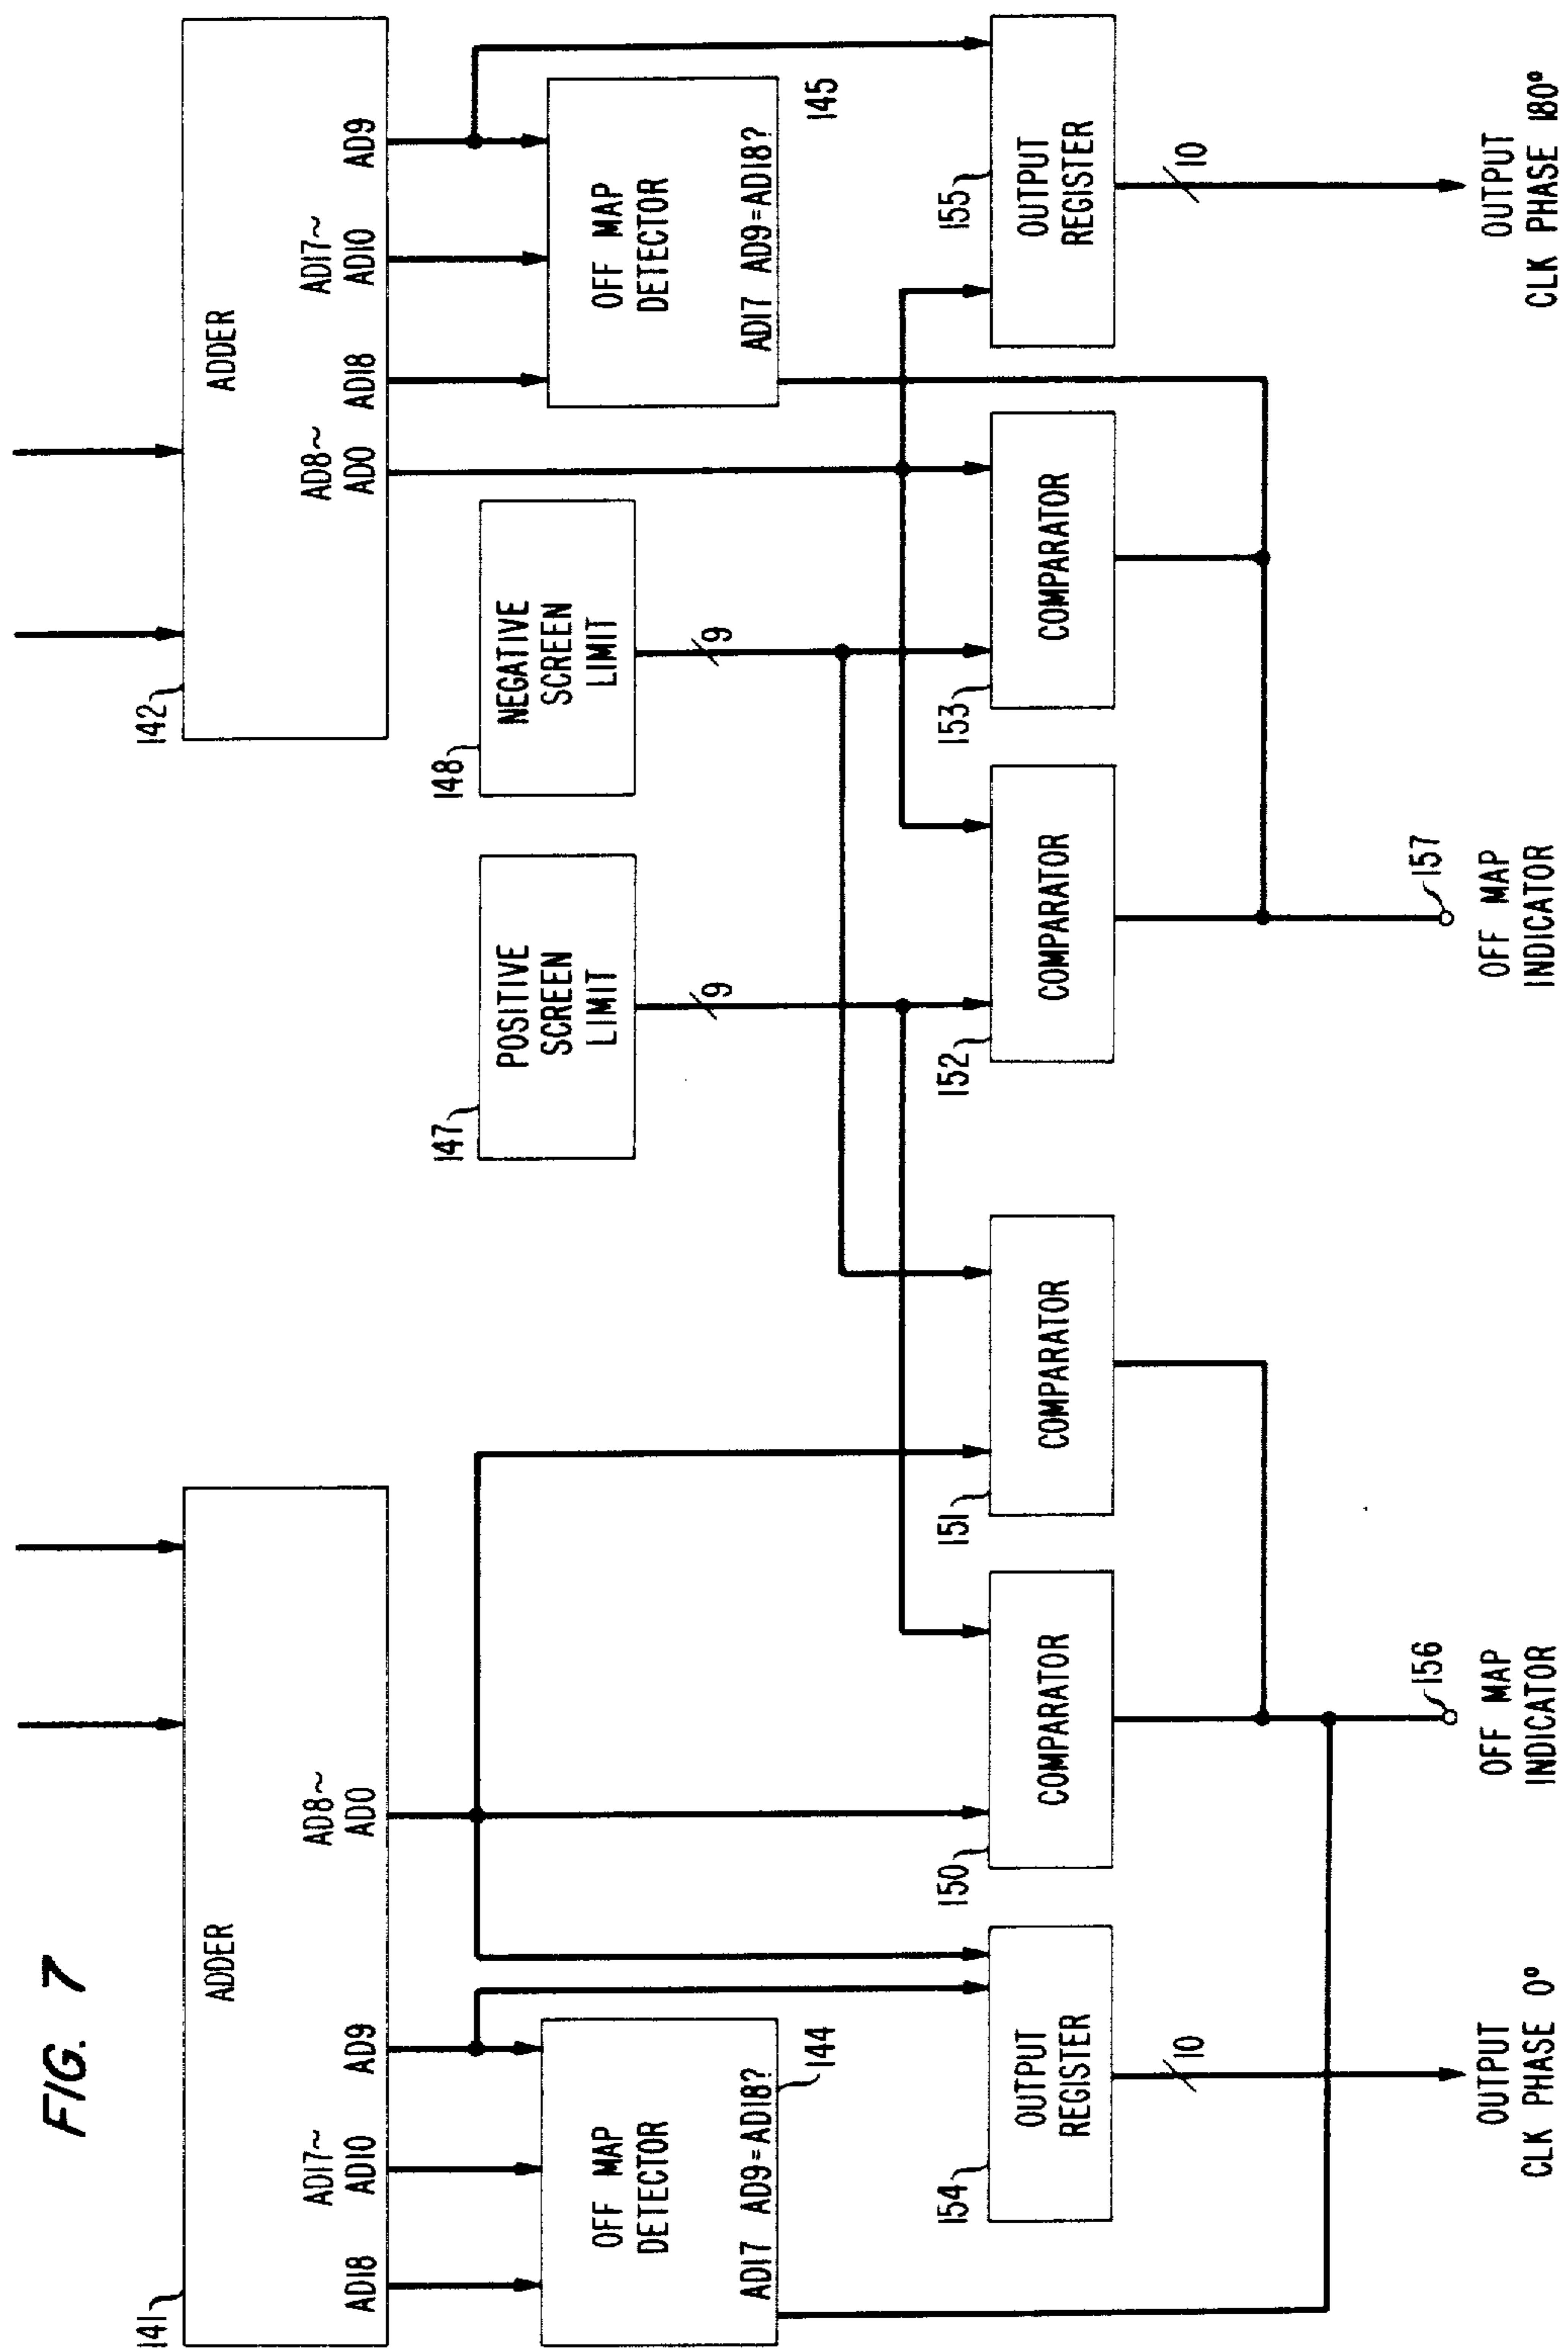 FIG. 7
141
ADDER
AD18
AD17~
AD10
AD9
AD8~
AD0
142
ADDER
AD8~
AD0
AD18
AD17~
AD10
AD9
OFF MAP
DETECTOR
AD17 AD9=AD18?
144
147
POSITIVE
SCREEN
LIMIT
9
148
NEGATIVE
SCREEN
LIMIT
9
OFF MAP
DETECTOR
AD17 AD9=AD18?
145
154
OUTPUT
REGISTER
10
150
COMPARATOR
151
COMPARATOR
152
COMPARATOR
153
COMPARATOR
155
OUTPUT
REGISTER
10
OUTPUT
CLK PHASE 0°
156
OFF MAP
INDICATOR
157
OFF MAP
INDICATOR
OUTPUT
CLK PHASE 180°